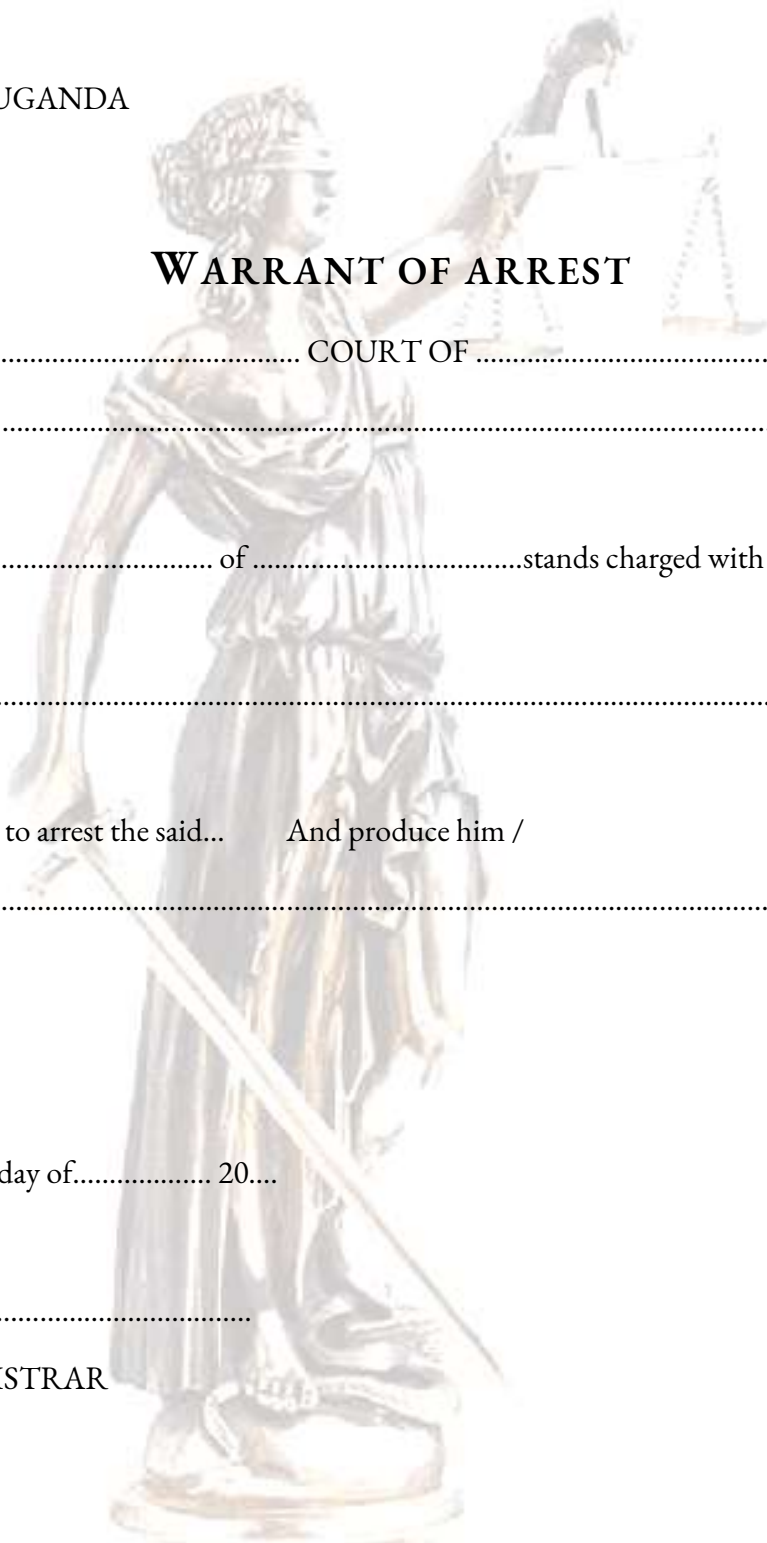 UGANDA
WARRANT OF ARREST
.......................................... COURT OF .........................................
..........................................................................................................
.............................. of .....................................stands charged with
..........................................................................................................
to arrest the said... And produce him /
..........................................................................................................
day of................... 20....
...................................
ISTRAR